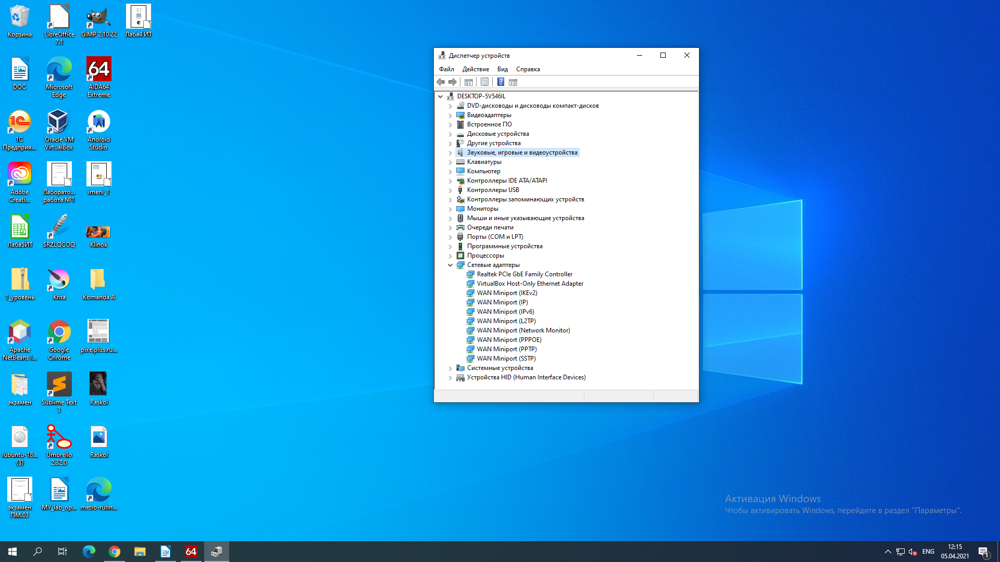 Корзина
LibreOffice
7.1
GIMP 2.10.22
Лаба4 ИТ
DOC
Microsoft
Edge
64
AIDA64
Extreme
1С
Предприя...
Oracle VM
VirtualBox
Android
Studio
Adobe
Creati...
Лаборато...
работа №1
imeni_1
Лаба5ИТ
$RZLQCOQ
Klinok
1_уровень
Krita
Komanda A
Apache
NetBeans I...
Google
Chrome
pixelplus.ru...
экзамен
Sublime Text
3
Raskol
lubuntu-18...
(3)
Umbrello
2.32.0
Raskol
экзамен
ПМ.03
MY_lab_op...
metro-ruhn...
Диспетчер устройств
Файл Действие Вид Справка
DESKTOP-5V546IL
DVD-дисководы и дисководы компакт-дисков
Видеоадаптеры
Встроенное ПО
Дисковые устройства
Другие устройства
Звуковые, игровые и видеоустройства
Клавиатуры
Компьютер
Контроллеры IDE ATA/ATAPI
Контроллеры USB
Контроллеры запоминающих устройств
Мониторы
Мыши и иные указывающие устройства
Очереди печати
Порты (COM и LPT)
Программные устройства
Процессоры
Сетевые адаптеры
Realtek PCIe GbE Family Controller
VirtualBox Host-Only Ethernet Adapter
WAN Miniport (IKEv2)
WAN Miniport (IP)
WAN Miniport (IPv6)
WAN Miniport (L2TP)
WAN Miniport (Network Monitor)
WAN Miniport (PPPOE)
WAN Miniport (PPTP)
WAN Miniport (SSTP)
Системные устройства
Устройства HID (Human Interface Devices)
Активация Windows
Чтобы активировать Windows, перейдите в раздел "Параметры".
64
ENG
12:15
05.04.2021
1